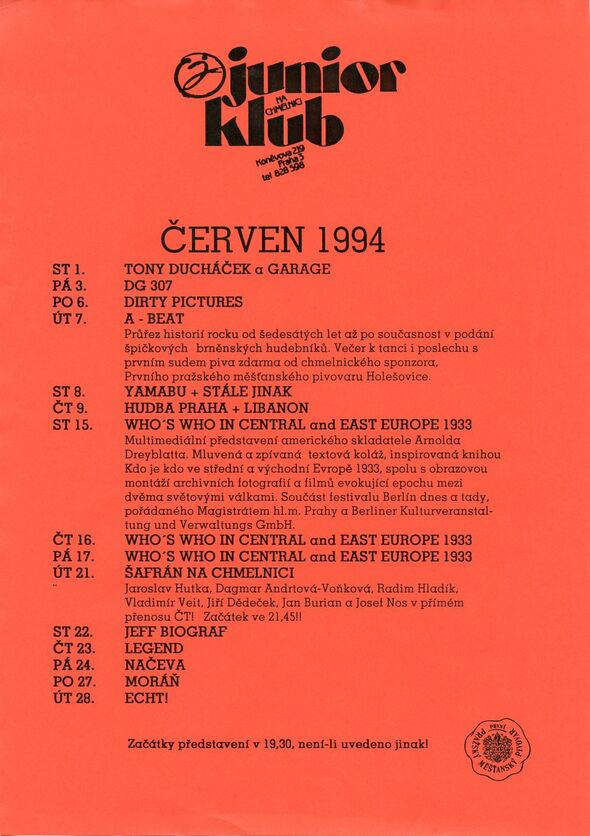 junior
NA
CHMELNICI
klub
Koněvova 219
Praha 3
tel 828 598
ČERVEN 1994
ST 1. TONY DUCHÁČEK a GARAGE
PÁ 3. DG 307
PO 6. DIRTY PICTURES
ÚT 7. A - BEAT
Průřez historií rocku od šedesátých let až po současnost v podání
špičkových brněnských hudebníků. Večer k tanci i poslechu s
prvním sudem piva zdarma od chmelnického sponzora,
Prvního pražského měšťanského pivovaru Holešovice.
ST 8. YAMABU + STÁLE JINAK
ČT 9. HUDBA PRAHA + LIBANON
ST 15. WHO´S WHO IN CENTRAL and EAST EUROPE 1933
Multimediální představení amerického skladatele Arnolda
Dreyblatta. Mluvená a zpívaná textová koláž, inspirovaná knihou
Kdo je kdo ve střední a východní Evropě 1933, spolu s obrazovou
montáží archivních fotografií a filmů evokující epochu mezi
dvěma světovými válkami. Součást festivalu Berlín dnes a tady,
pořádaného Magistrátem hl.m. Prahy a Berliner Kulturveranstal-
tung und Verwaltungs GmbH.
ČT 16. WHO´S WHO IN CENTRAL and EAST EUROPE 1933
PÁ 17. WHO´S WHO IN CENTRAL and EAST EUROPE 1933
ÚT 21. ŠAFRÁN NA CHMELNICI
Jaroslav Hutka, Dagmar Andrtová-Voňková, Radim Hladík,
Vladimír Veit, Jiří Dědeček, Jan Burian a Josef Nos v přímém
přenosu ČT! Začátek ve 21,45!!
ST 22. JEFF BIOGRAF
ČT 23. LEGEND
PÁ 24. NAČEVA
PO 27. MORÁŇ
ÚT 28. ECHT!
Začátky představení v 19,30, není-li uvedeno jinak!
PRVNÍ
PRAŽSKÝ MĚŠŤANSKÝ PIVOVAR